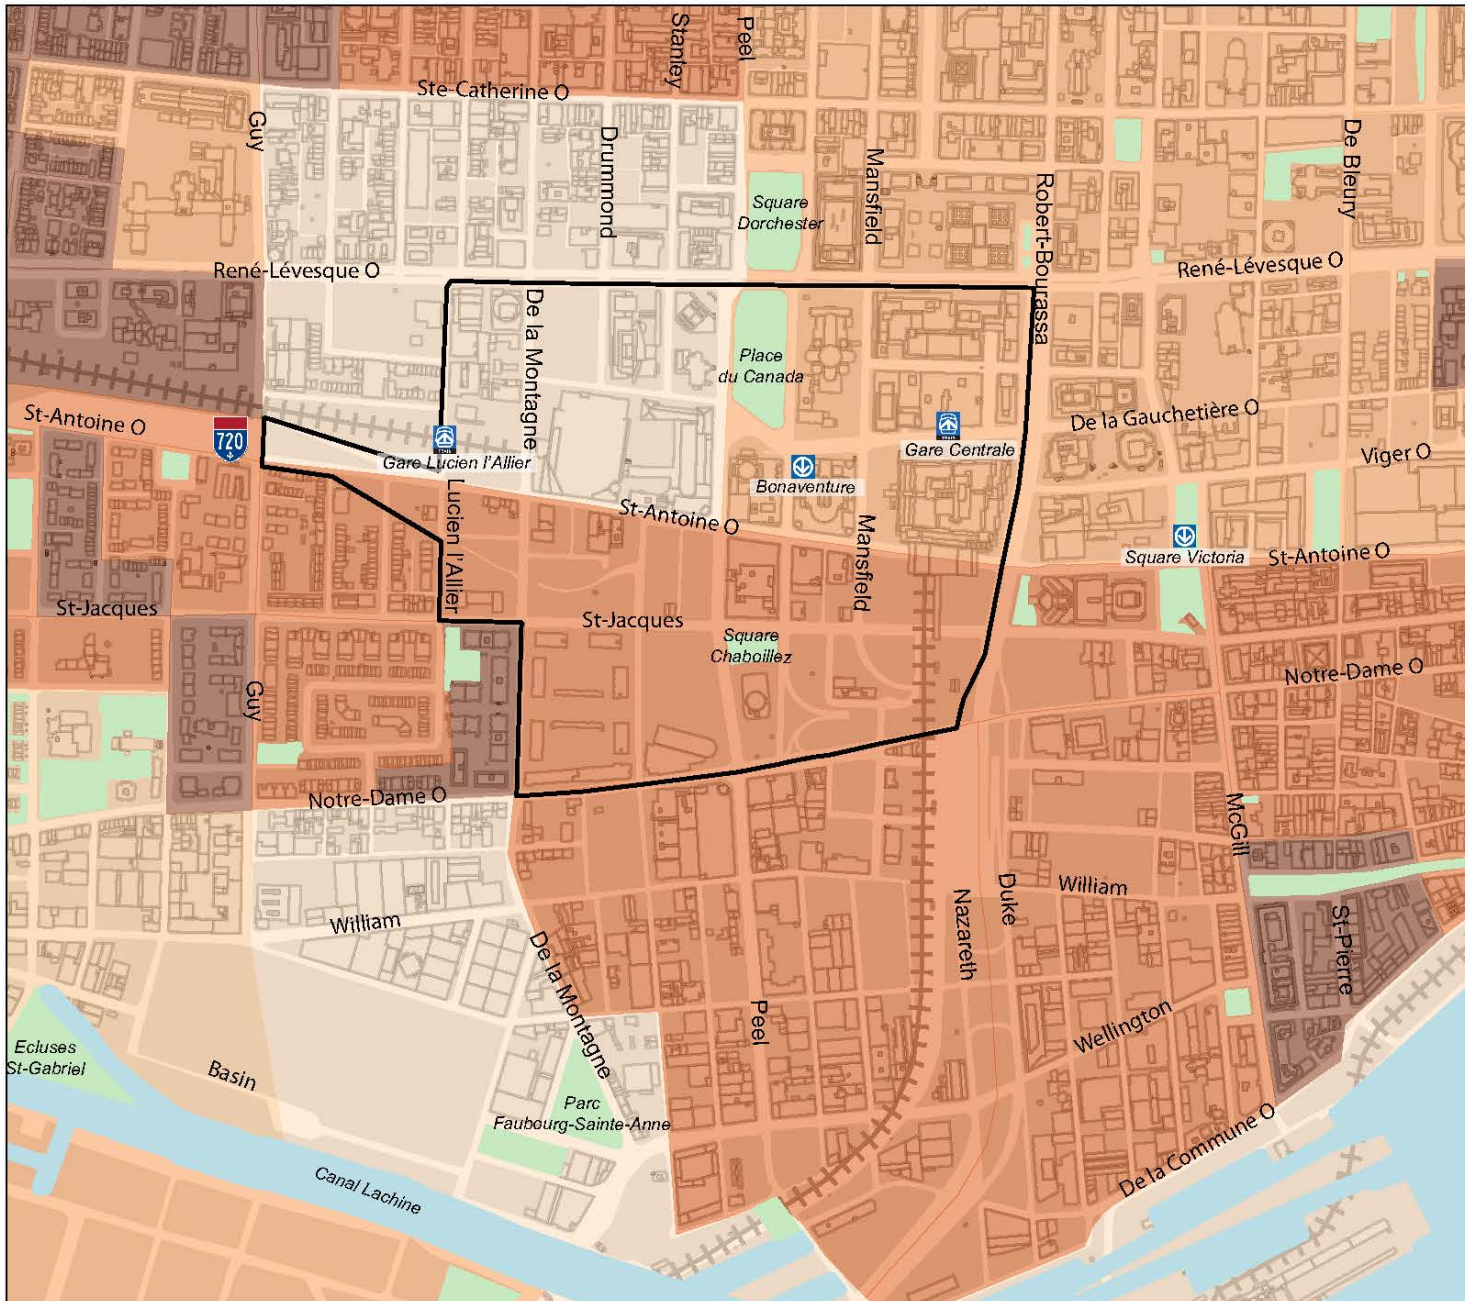 Stanley
Peel
Ste-Catherine O
Guy
Drummond
Mansfield
De Bleury
Square
Dorchester
Robert-Bourassa
René-Lévesque O
René-Lévesque O
De la Montagne
Place
du Canada
St-Antoine O
720
De la Gauchetière O
Gare Centrale
Viger O
Gare Lucien l'Allier
Bonaventure
Lucien l'Allier
St-Antoine O
Mansfield
Square Victoria
St-Antoine O
St-Jacques
St-Jacques
Square
Chaboillez
Notre-Dame O
Guy
Notre-Dame O
McGill
William
Duke
William
Nazareth
St-Pierre
De la Montagne
Peel
Wellington
Ecluses
St-Gabriel
Basin
Parc
Faubourg-Sainte-Anne
De la Commune O
Canal Lachine